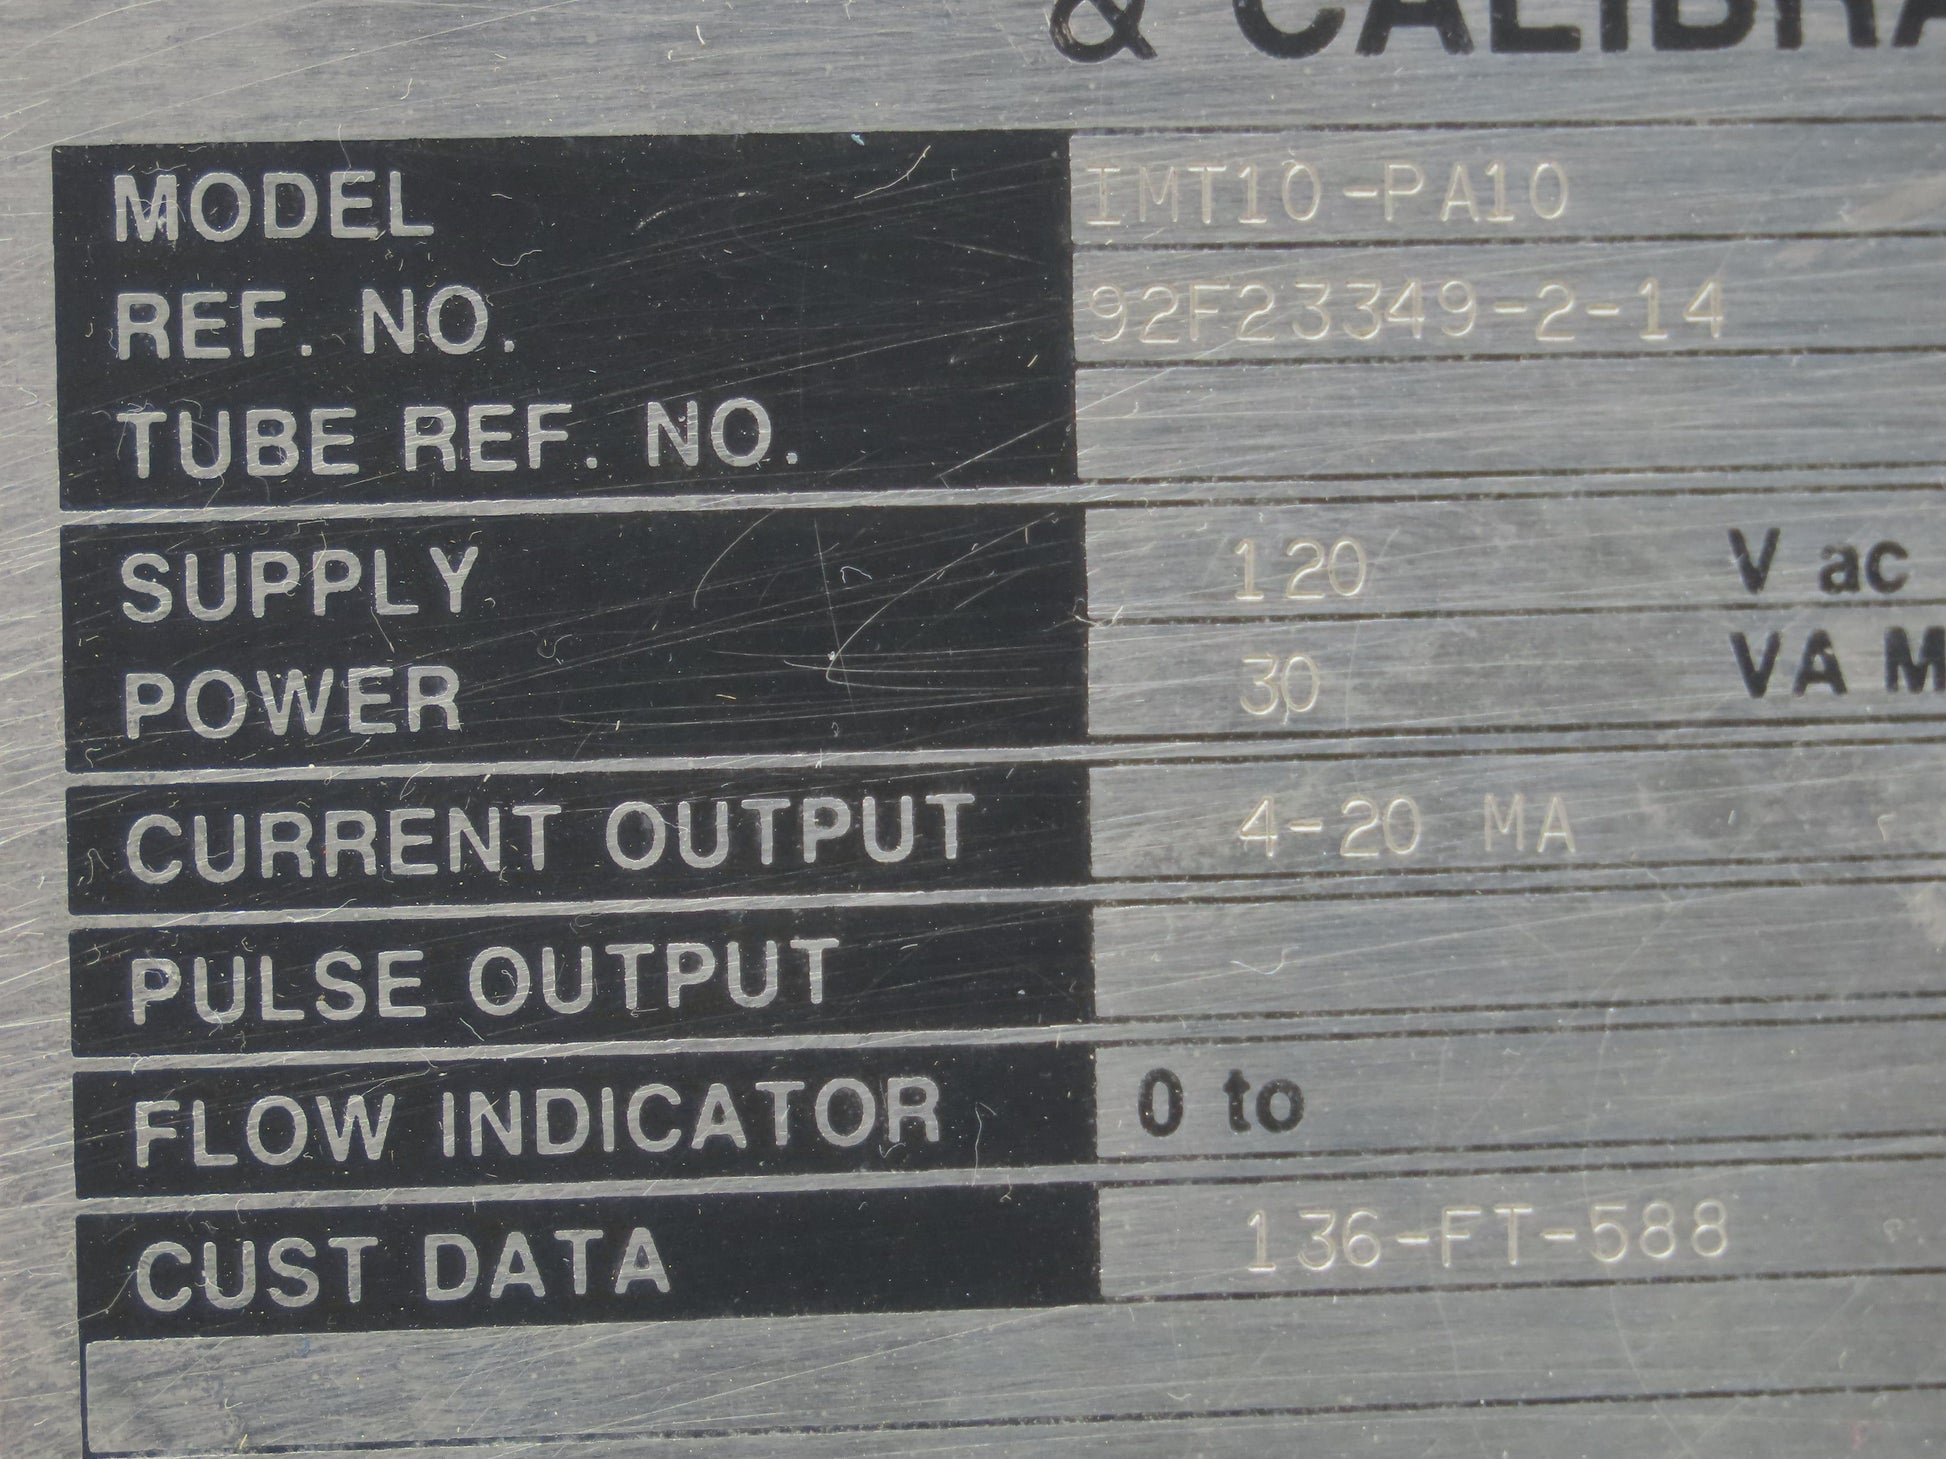 & CALIBRA
MODEL IMT10-PA10
REF. NO. 92F23349-2-14
TUBE REF. NO.
SUPPLY 120 V ac
POWER 30 VA M
CURRENT OUTPUT 4-20 MA
PULSE OUTPUT
FLOW INDICATOR 0 to
CUST DATA 136-FT-588